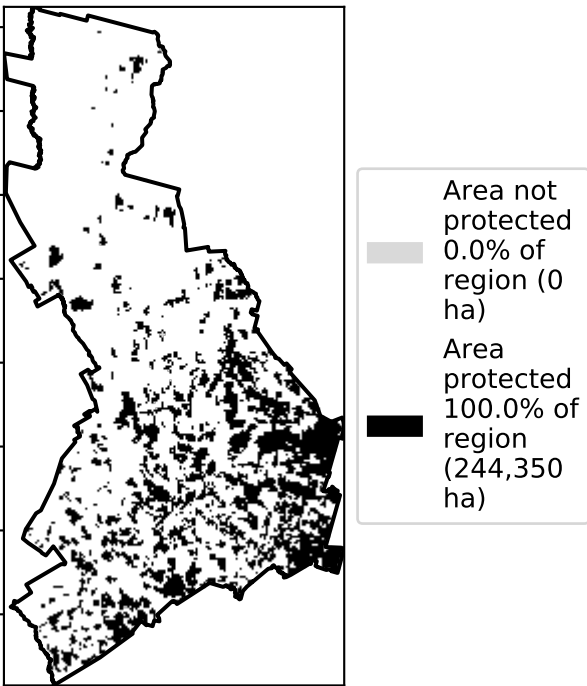 Area not
protected
0.0% of
region (0
ha)
Area
protected
100.0% of
region
(244,350
ha)